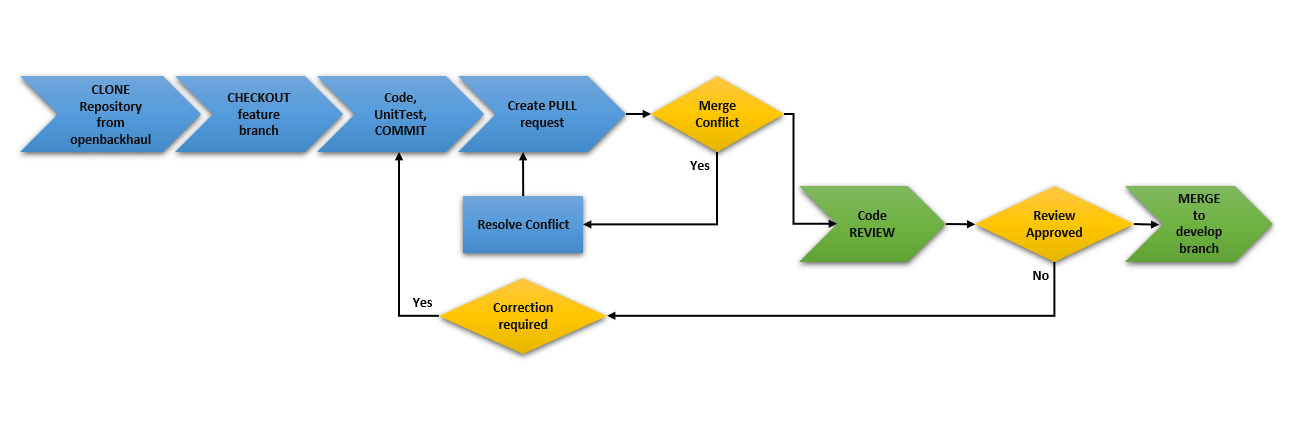 CLONE
Repository
from
openbackhaul
CHECKOUT
feature
branch
Code,
UnitTest,
COMMIT
Create PULL
request
Merge
Conflict
Yes
Resolve Conflict
Code
REVIEW
Review
Approved
MERGE
to
develop
branch
No
Correction
required
Yes